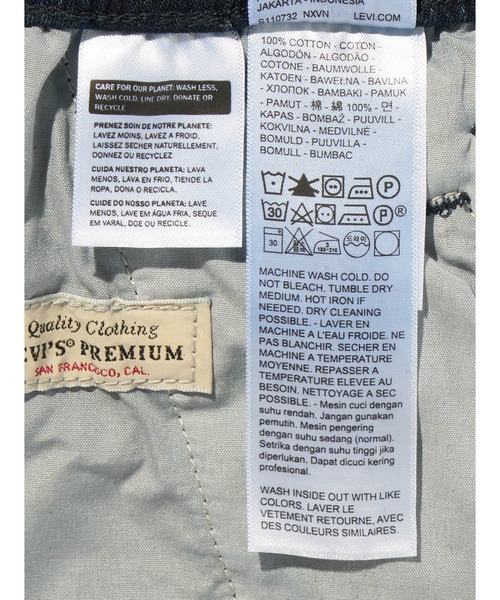 JAKARTA - INDONESIA
S110732 NXVN LEVI.COM
CARE FOR OUR PLANET: WASH LESS,
WASH COLD, LINE DRY, DONATE OR
RECYCLE
PRENEZ SOIN DE NOTRE PLANETE:
LAVEZ MOINS, LAVEZ A FROID,
LAISSEZ SECHER NATURELLEMENT,
DONNEZ OU RECYCLEZ
CUIDA NUESTRO PLANETA: LAVA
MENOS, LAVA EN FRIO, TIENDE LA
ROPA, DONA O RECICLA.
CUIDE DO NOSSO PLANETA: LAVE
MENOS, LAVE EM ÁGUA FRIA, SEQUE
EM VARAL, DOE OU RECICLE.
100% COTTON - COTON -
ALGODÓN - ALGODÃO -
COTONE - BAUMWOLLE -
KATOEN - BAWEŁNA - BAVLNA
- ХЛОПОК - BAMBAKI - PAMUK
- PAMUT - 棉 - 綿 100% - 면 -
KAPAS - BOMBAŽ - PUUVILL -
KOKVILNA - MEDVILNĖ -
BOMULD - PUUVILLA -
BOMULL - BUMBAC
P
30 P ®
30 3 180-210 드라이
MACHINE WASH COLD. DO
NOT BLEACH. TUMBLE DRY
MEDIUM. HOT IRON IF
NEEDED. DRY CLEANING
POSSIBLE. - LAVER EN
MACHINE A L'EAU FROIDE. NE
PAS BLANCHIR. SECHER EN
MACHINE A TEMPERATURE
MOYENNE. REPASSER A
TEMPERATURE ELEVEE AU
BESOIN. NETTOYAGE A SEC
POSSIBLE. - Mesin cuci dengan
suhu rendah. Jangan gunakan
pemutih. Mesin pengering
dengan suhu sedang (normal).
Setrika dengan suhu tinggi jika
diperlukan. Dapat dicuci kering
profesional.
WASH INSIDE OUT WITH LIKE
COLORS. LAVER LE
VETEMENT RETOURNE, AVEC
DES COULEURS SIMILAIRES.
Quality Clothing
EVI'S® PREMIUM
SAN FRANCISCO, CAL.